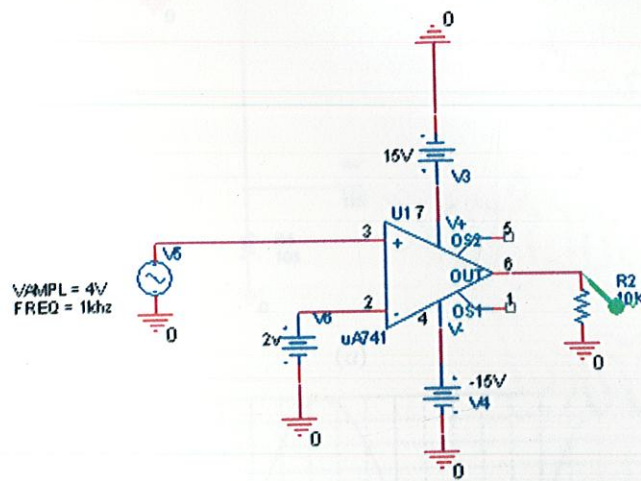 0
15V
V3
U1 7
V+
5
3
+
OS2
V5
OUT
6
VAMPL = 4V
FREQ = 1khz
R2
10K
2
-
OS1
1
V6
4
V-
2v
uA741
0
0
-15V
V4
0
0